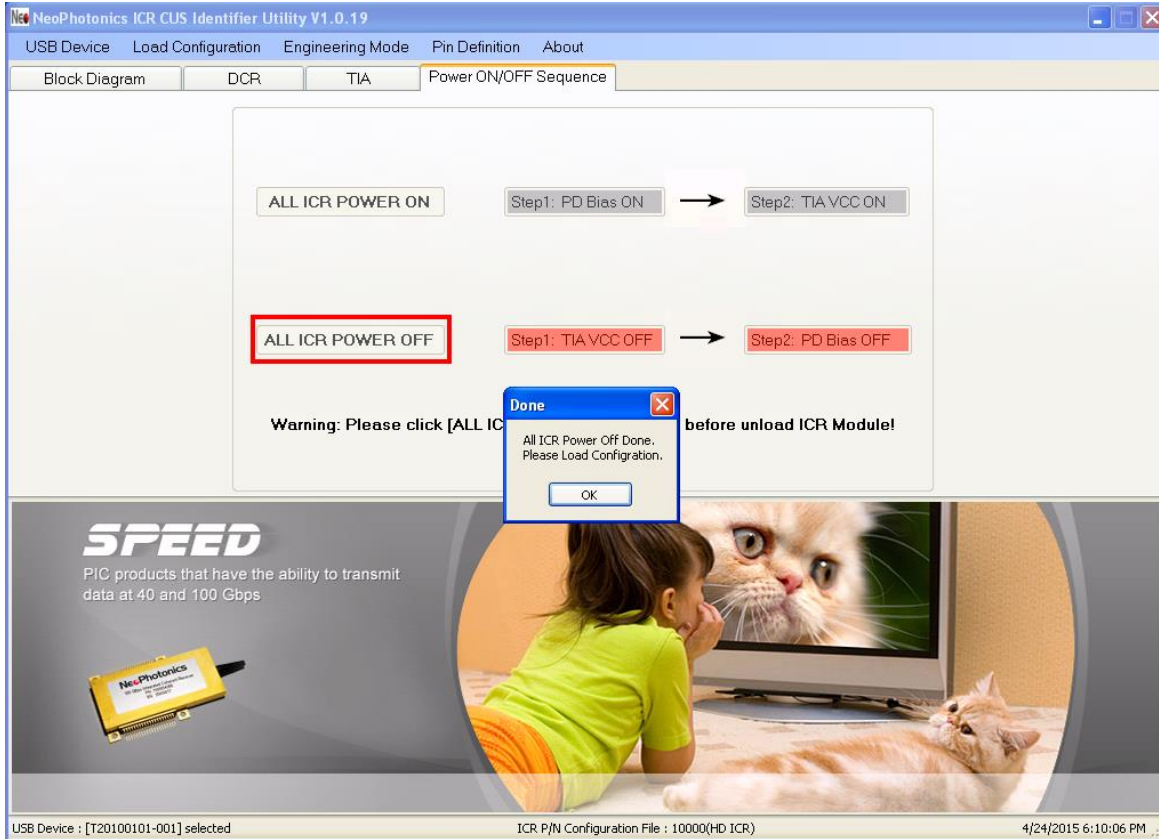 NeoPhotonics ICR CUS Identifier Utility V1.0.19
USB Device Load Configuration Engineering Mode Pin Definition About
Block Diagram DCR TIA Power ON/OFF Sequence
ALL ICR POWER ON Step1: PD Bias ON Step2: TIA VCC ON
ALL ICR POWER OFF Step1: TIA VCC OFF Step2: PD Bias OFF
Warning: Please click [ALL IC before unload ICR Module!
Done
All ICR Power Off Done.
Please Load Configration.
OK
SPEED
PIC products that have the ability to transmit
data at 40 and 100 Gbps
NeoPhotonics
USB Device : [T20100101-001] selected ICR P/N Configuration File : 10000(HD ICR) 4/24/2015 6:10:06 PM